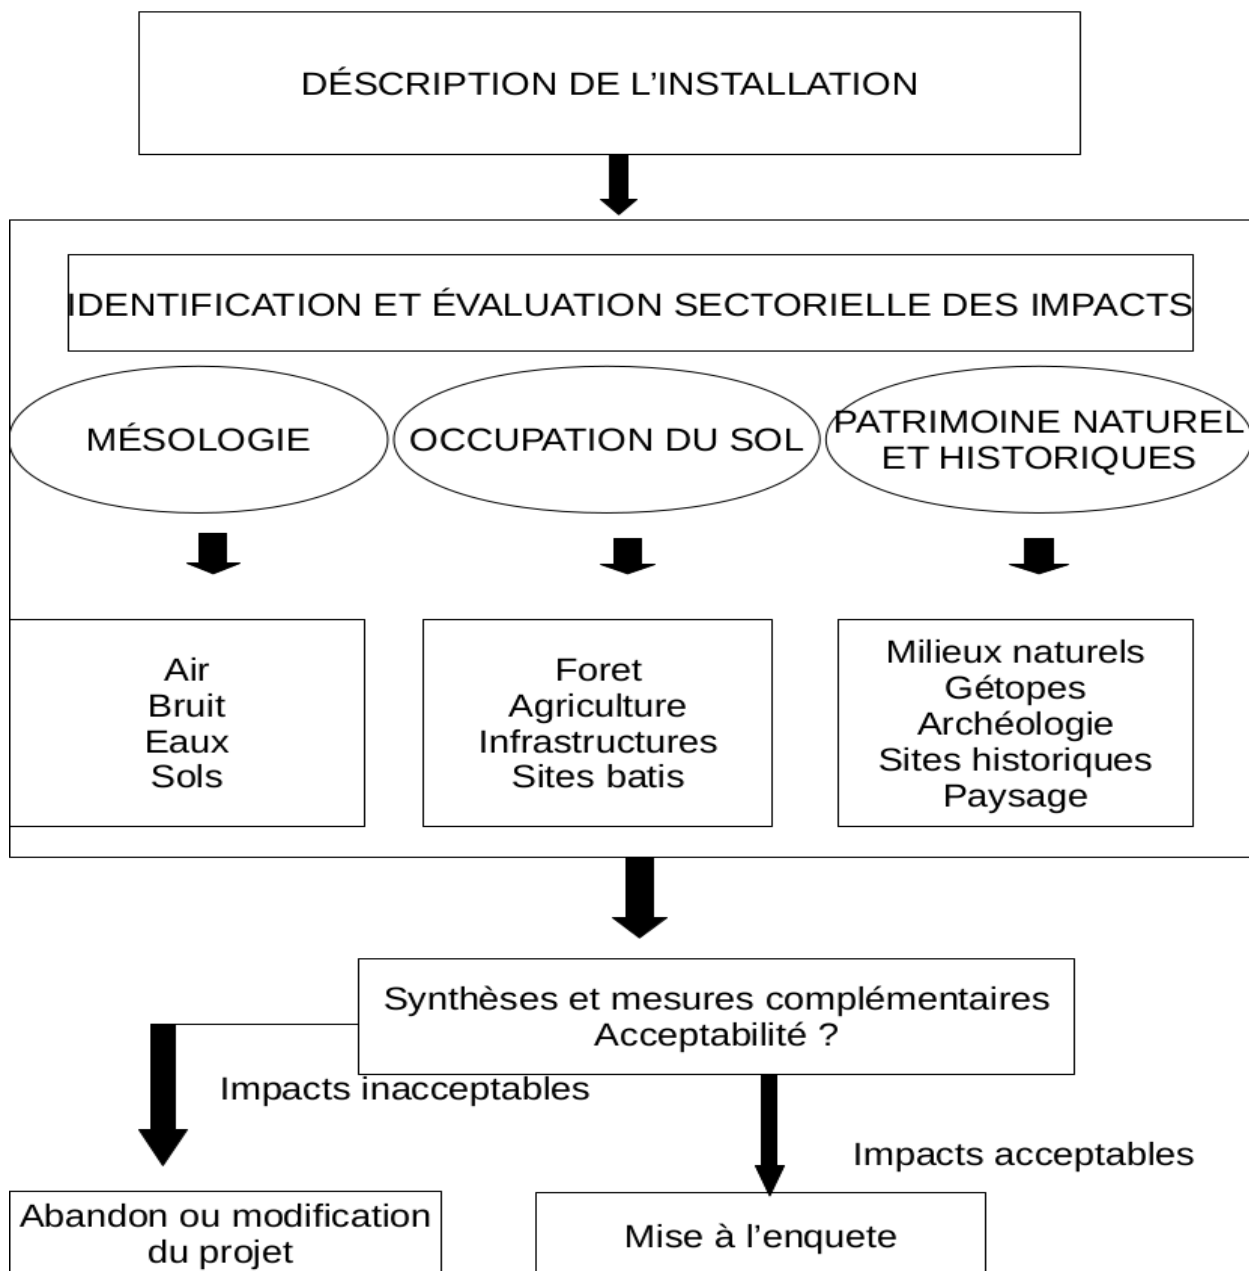 DÉSCRIPTION DE L’INSTALLATION
IDENTIFICATION ET ÉVALUATION SECTORIELLE DES IMPACTS
MÉSOLOGIE
OCCUPATION DU SOL
PATRIMOINE NATUREL
ET HISTORIQUES
Air
Bruit
Eaux
Sols
Foret
Agriculture
Infrastructures
Sites batis
Milieux naturels
Gétopes
Archéologie
Sites historiques
Paysage
Synthèses et mesures complémentaires
Acceptabilité ?
Impacts inacceptables
Impacts acceptables
Abandon ou modification
du projet
Mise à l’enquete